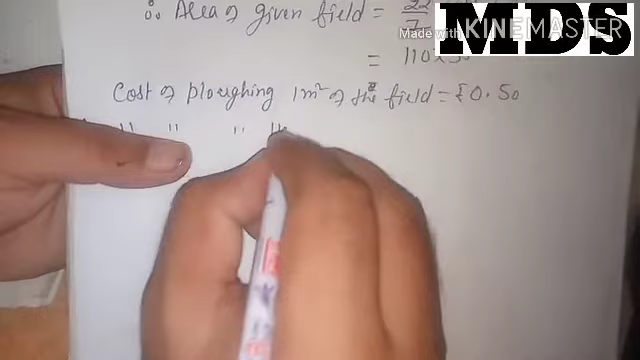 ∴ Area of given field = 22/7
Made with KINEMASTER
MDS
= 110 x 3
Cost of ploughing 1m² of the field = ₹0.50
" " "